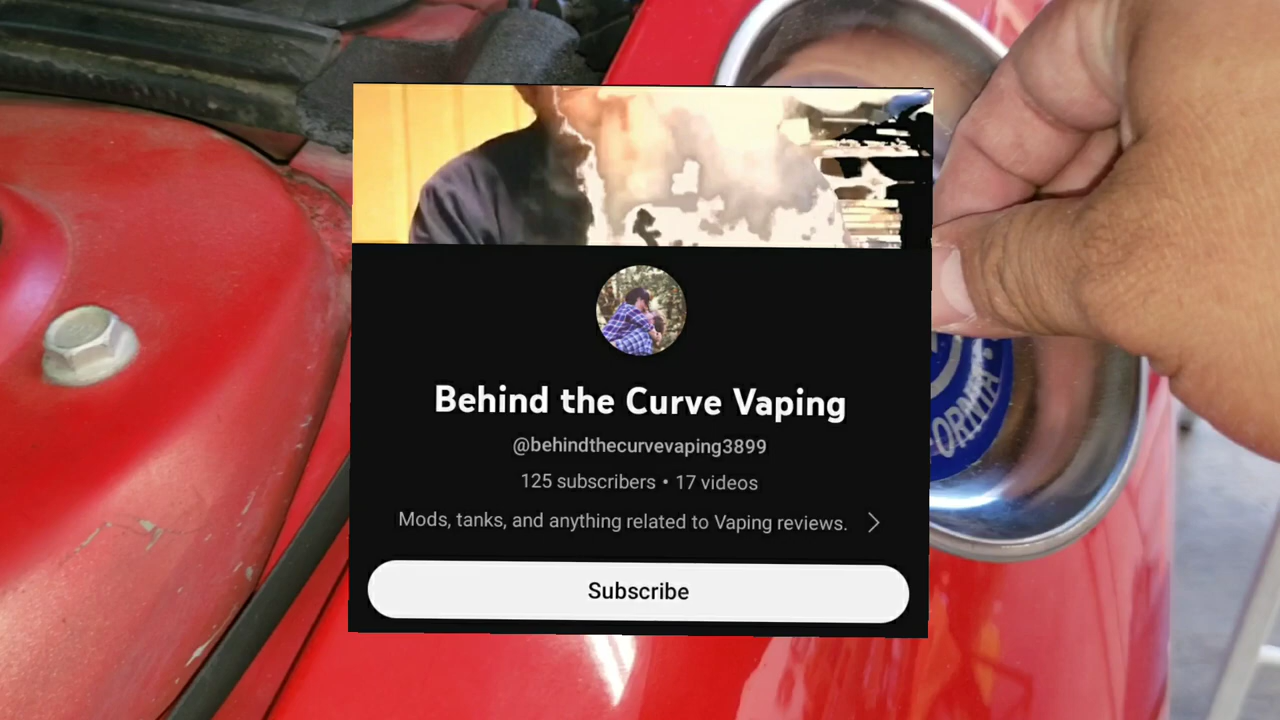 Behind the Curve Vaping
@behindthecurvevaping3899
125 subscribers • 17 videos
Mods, tanks, and anything related to Vaping reviews.
Subscribe